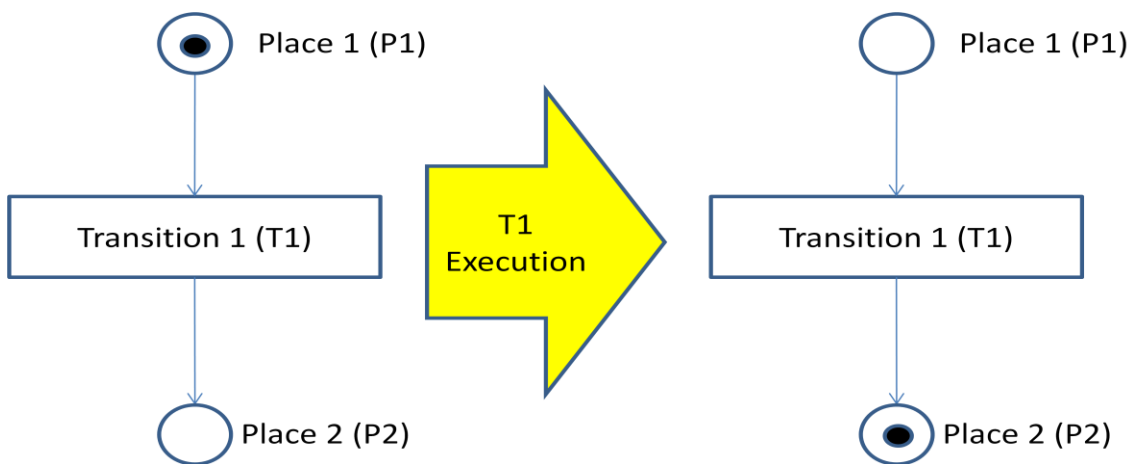 Place 1 (P1)
Transition 1 (T1)
Place 2 (P2)
T1
Execution
Place 1 (P1)
Transition 1 (T1)
Place 2 (P2)